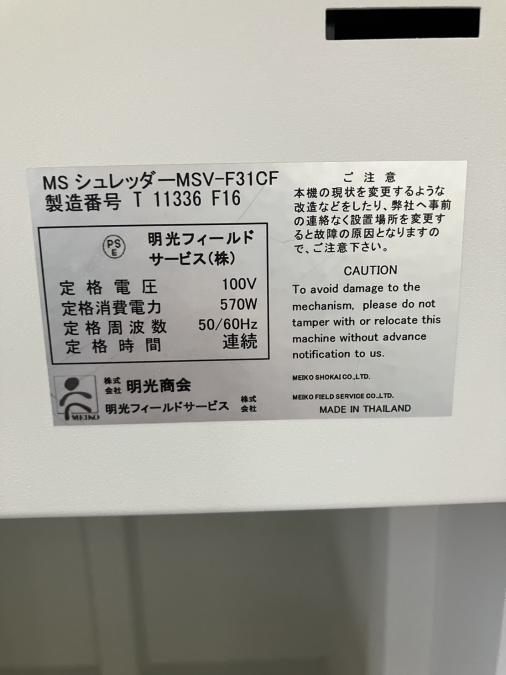 MS シュレッダーMSV-F31CF
製造番号 T 11336 F16
PS
E
明光フィールド
サービス(株)
定格電圧 100V
定格消費電力 570W
定格周波数 50/60Hz
定格時間 連続
MEIKO
株式
会社 明光商会
明光フィールドサービス 株式
会社
ご注意
本機の現状を変更するような
改造などをしたり、弊社へ事前
の連絡なく設置場所を変更す
ると故障の原因となりますの
で、ご注意下さい。
CAUTION
To avoid damage to the
mechanism, please do not
tamper with or relocate this
machine without advance
notification to us.
MEIKO SHOKAI CO.,LTD.
MEIKO FIELD SERVICE CO.,LTD.
MADE IN THAILAND